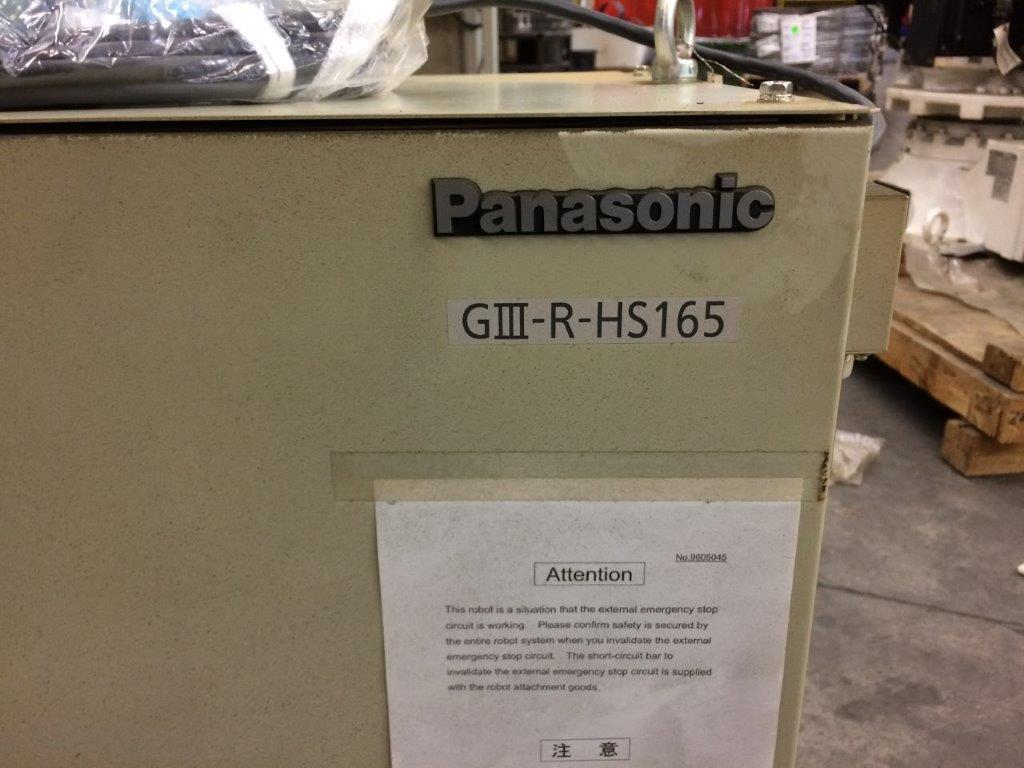 Panasonic
GⅢ-R-HS165
No.9605045
Attention
This robot is a situation that the external emergency stop
circuit is working. Please confirm safety is secured by
the entire robot system when you invalidate the external
emergency stop circuit. . The short-circuit bar to
invalidate the external emergency stop circuit is supplied
with the robot attachment goods.
注 意